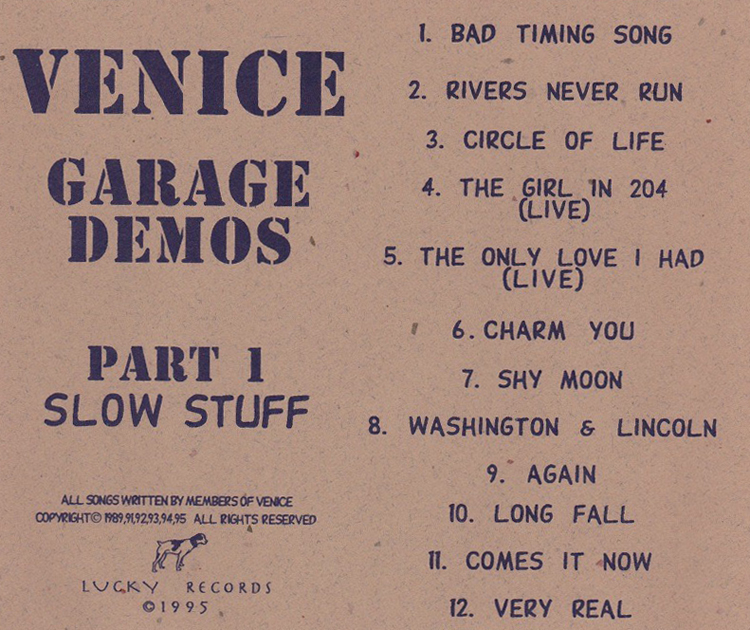 VENICE
GARAGE
DEMOS
PART 1
SLOW STUFF
ALL SONGS WRITTEN BY MEMBERS OF VENICE
COPYRIGHT© 1989,91,92,93,94,95 ALL RIGHTS RESERVED
LUCKY RECORDS
©1995
1. BAD TIMING SONG
2. RIVERS NEVER RUN
3. CIRCLE OF LIFE
4. THE GIRL IN 204
(LIVE)
5. THE ONLY LOVE I HAD
(LIVE)
6. CHARM YOU
7. SHY MOON
8. WASHINGTON & LINCOLN
9. AGAIN
10. LONG FALL
11. COMES IT NOW
12. VERY REAL